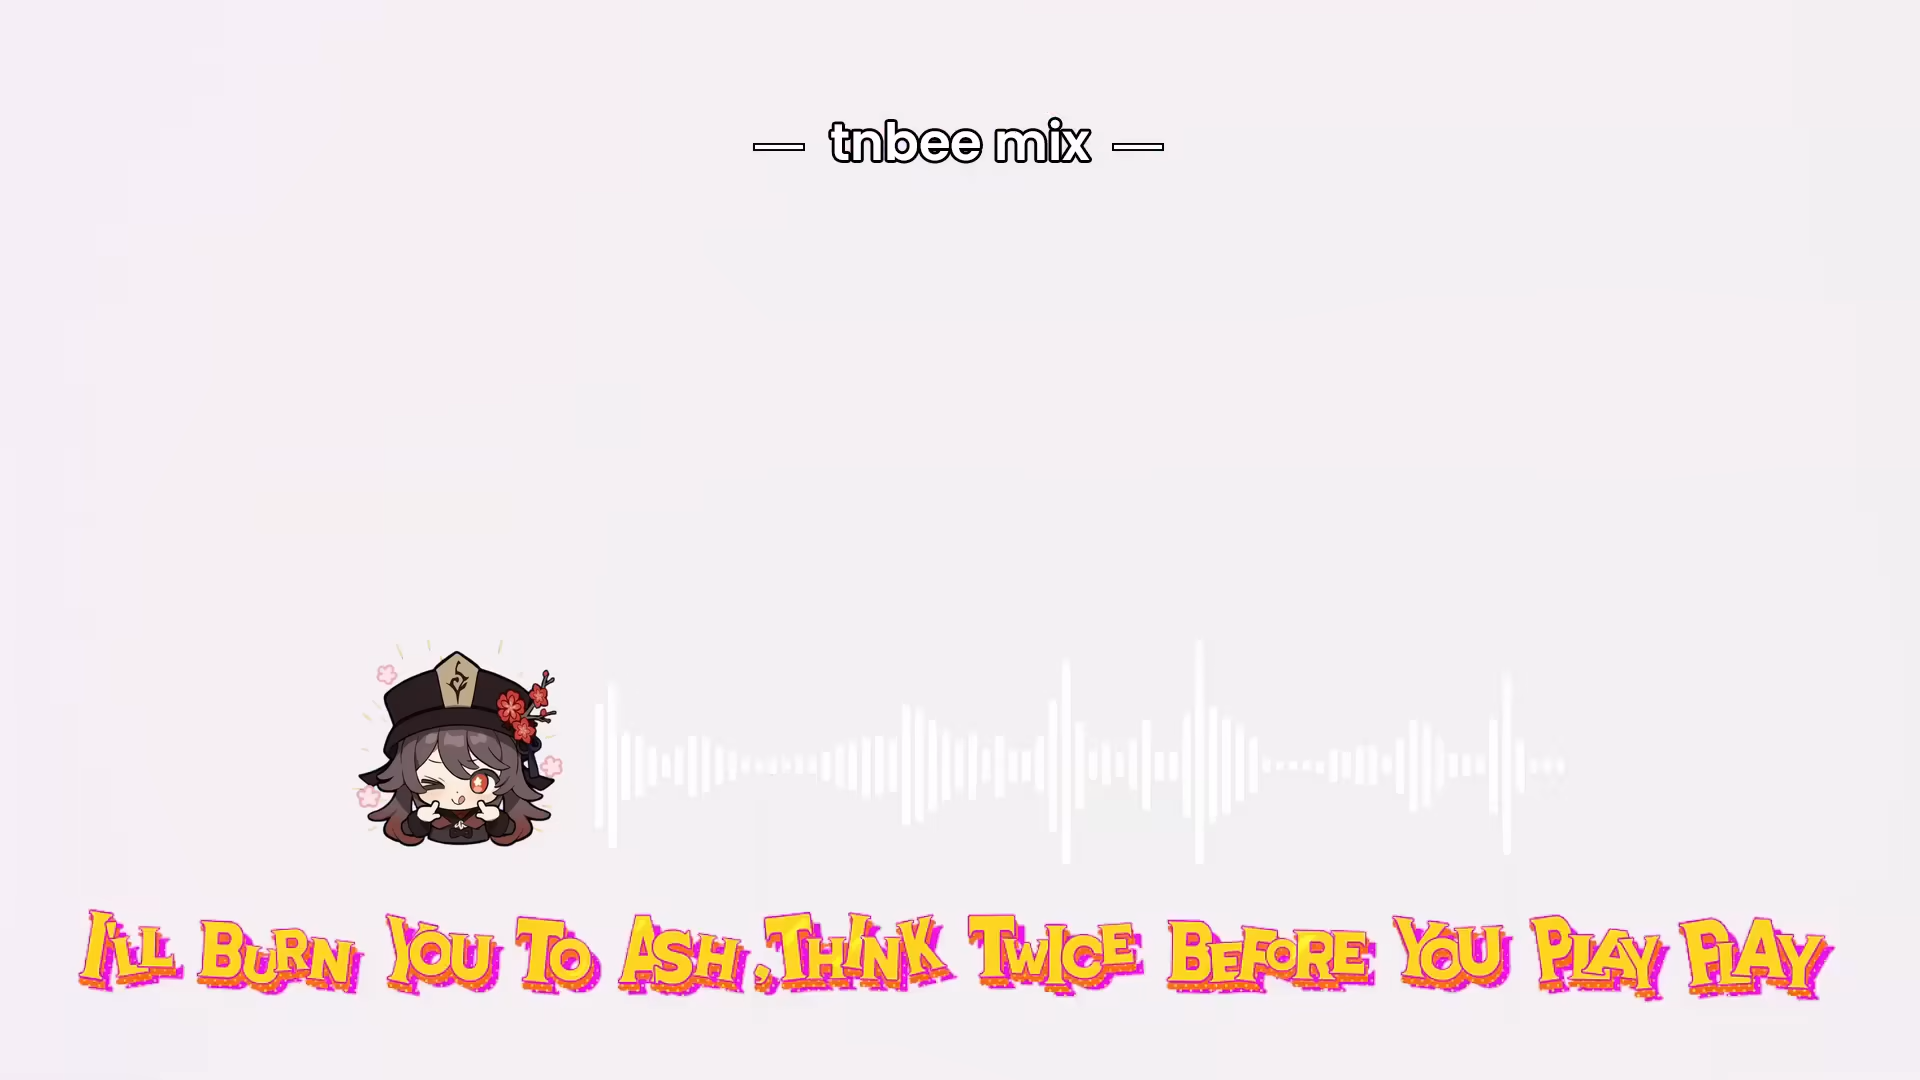 — tnbee mix —
I'll Burn You To Ash ,Think Twice Before You Play Play